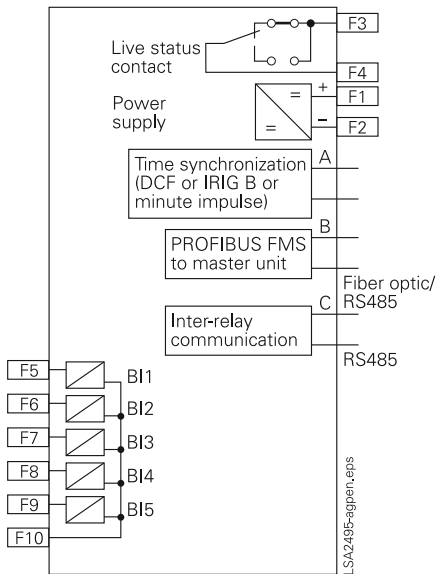 F3
Live status
contact
F4
+
F1
Power
supply
=
=
−
F2
Time synchronization
(DCF or IRIG B or
minute impulse)
A
B
PROFIBUS FMS
to master unit
Fiber optic/
RS485
C
Inter-relay
communication
RS485
F5
BI1
F6
BI2
F7
BI3
F8
BI4
F9
BI5
F10
LSA2495-agpen.eps